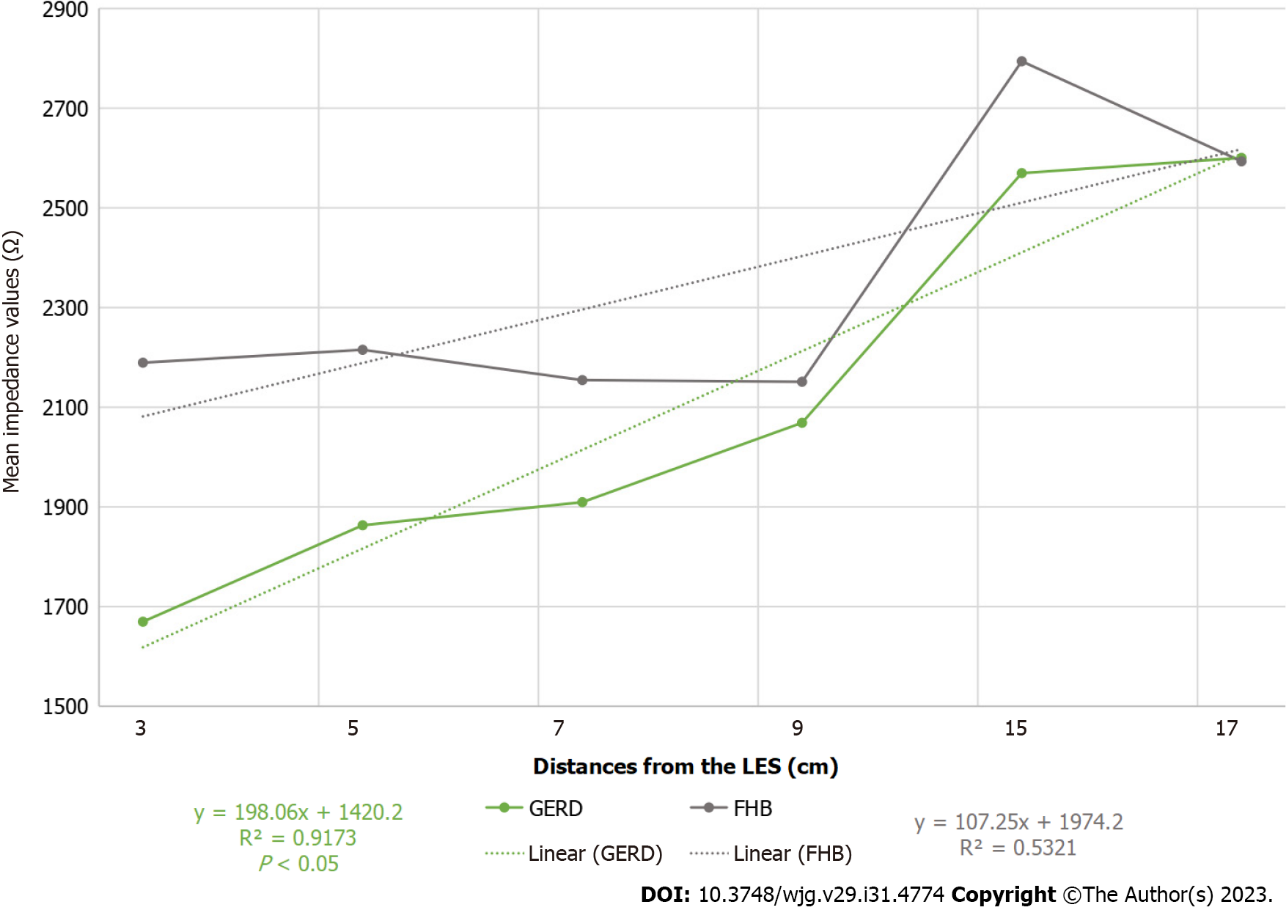 2900
2700
2500
2300
2100
1900
1700
1500
Mean impedance values (Ω)
3 5 7 9 15 17
Distances from the LES (cm)
y = 198.06x + 1420.2
R² = 0.9173
P < 0.05
GERD FHB
Linear (GERD) Linear (FHB)
y = 107.25x + 1974.2
R² = 0.5321
DOI: 10.3748/wjg.v29.i31.4774 Copyright ©The Author(s) 2023.